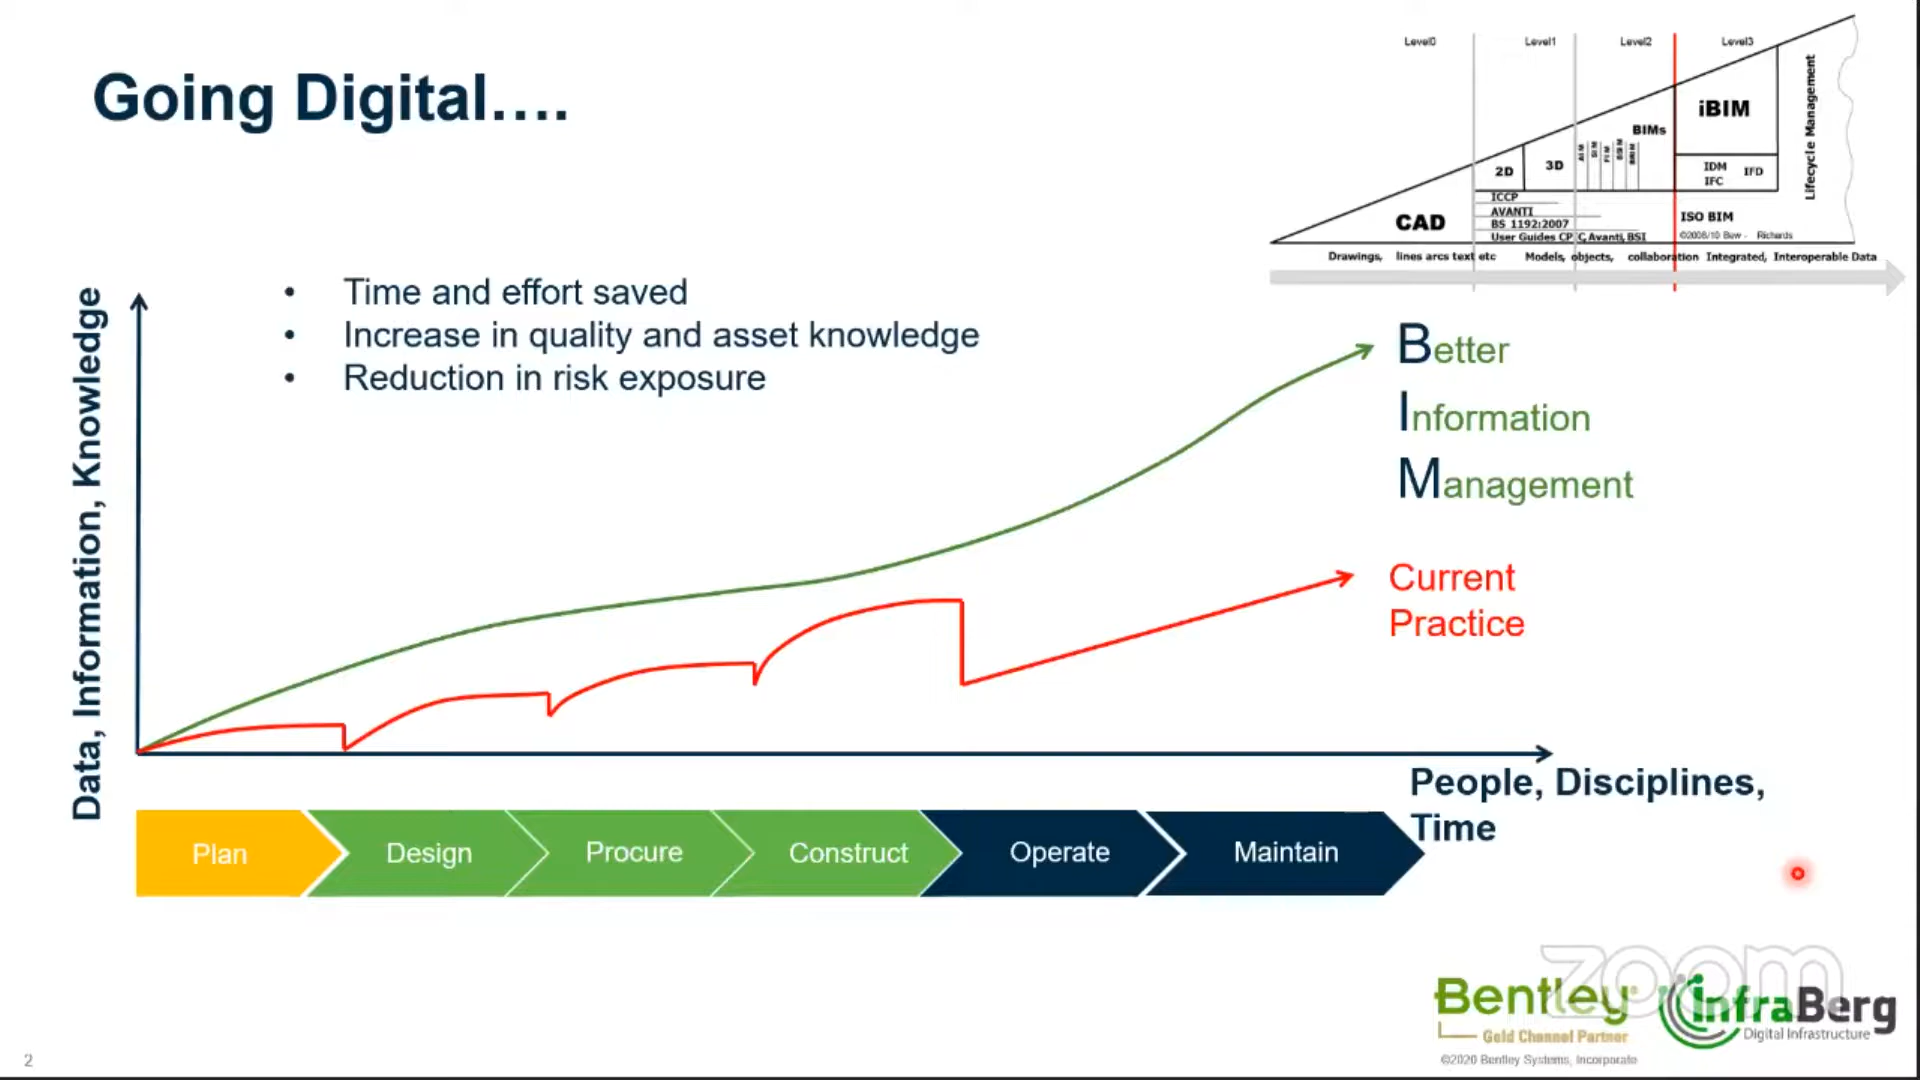 Going Digital….
Level0 Level1 Level2 Level3
iBIM
BIMs
2D 3D
IDM IFD
IFC
Lifecycle Management
CAD
ICCP
AVANTI
BS 1192:2007
User Guides CPIC, Avanti, BSI
ISO BIM
©2008/10 Bew - Richards
Drawings, lines arcs text etc Models, objects, collaboration Integrated, Interoperable Data
• Time and effort saved
• Increase in quality and asset knowledge
• Reduction in risk exposure
Data, Information, Knowledge
Better
Information
Management
Current
Practice
People, Disciplines,
Time
Plan Design Procure Construct Operate Maintain
zoom
Bentley
Gold Channel Partner
©2020 Bentley Systems, Incorporate
InfraBerg
Digital Infrastructure
2